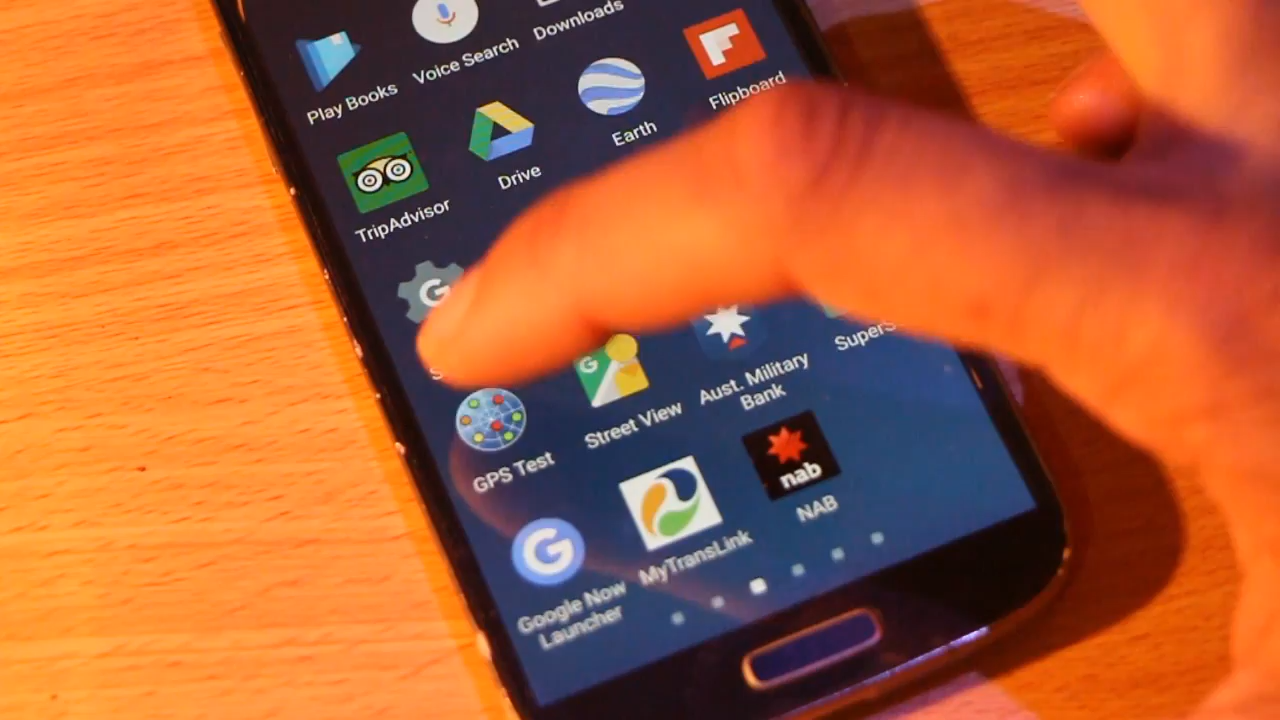 Play Books
Voice Search
Downloads
TripAdvisor
Drive
Earth
Flipboard
G
G
GPS Test
Street View
Aust. Military
Bank
nab
G
Google Now
Launcher
MyTransLink
NAB